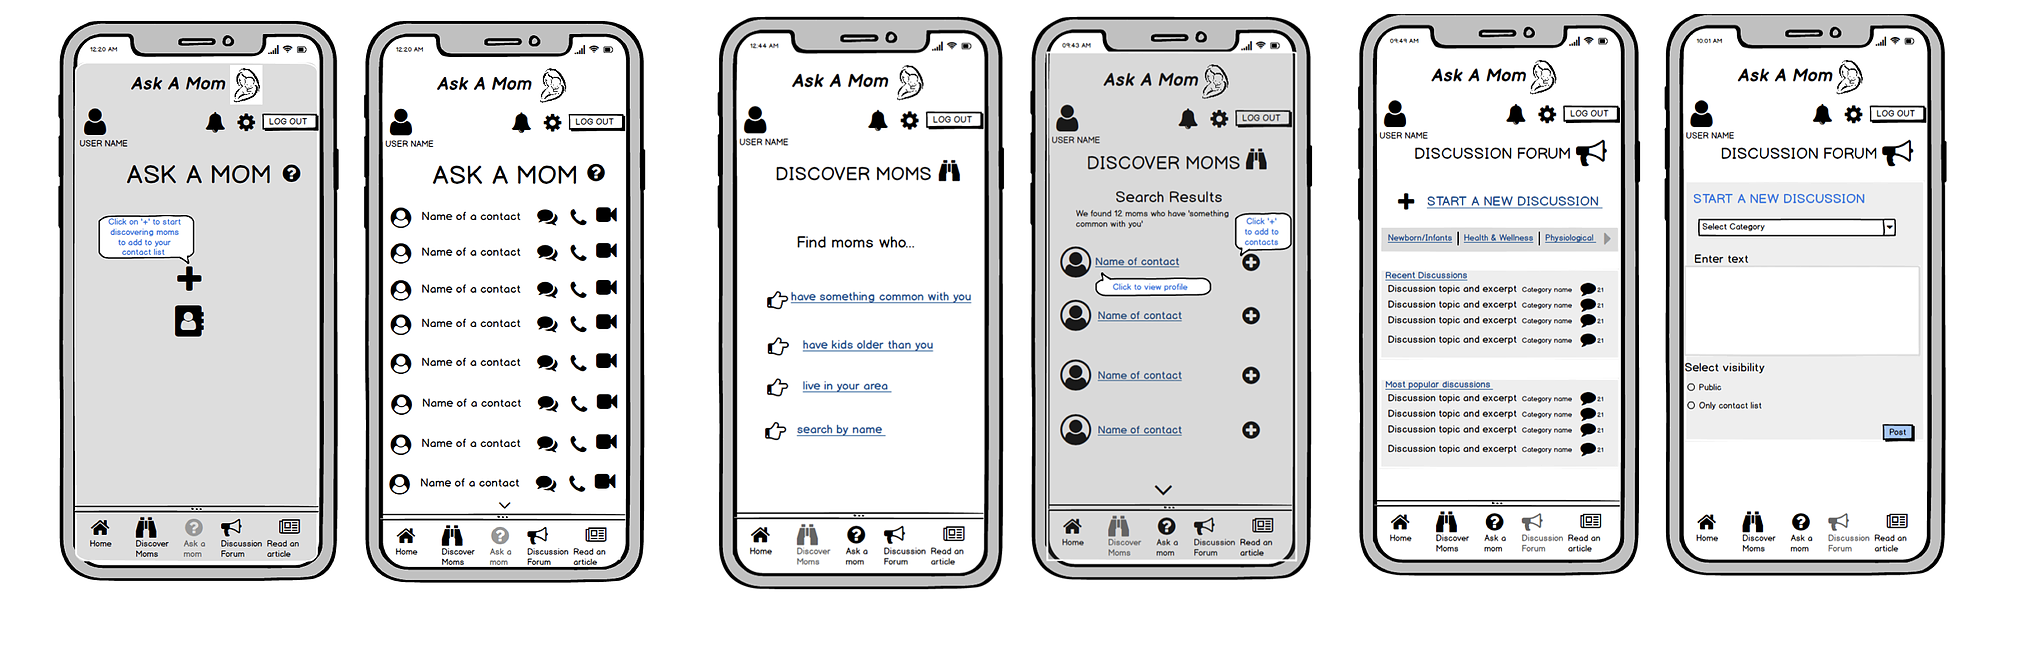 12:20 AM
Ask A Mom
LOG OUT
USER NAME
ASK A MOM
Click on '+' to start
discovering moms
to add to your
contact list
Home
Discover
Moms
Ask a
mom
Discussion
Forum
Read an
article
12:20 AM
Ask A Mom
LOG OUT
USER NAME
ASK A MOM
Name of a contact
Name of a contact
Name of a contact
Name of a contact
Name of a contact
Name of a contact
Name of a contact
Name of a contact
Home
Discover
Moms
Ask a
mom
Discussion
Forum
Read an
article
12:44 AM
Ask A Mom
LOG OUT
USER NAME
DISCOVER MOMS
Find moms who...
have something common with you
have kids older than you
live in your area
search by name
Home
Discover
Moms
Ask a
mom
Discussion
Forum
Read an
article
09:43 AM
Ask A Mom
LOG OUT
USER NAME
DISCOVER MOMS
Search Results
We found 12 moms who have 'something
common with you'
Click '+'
to add to
contacts
Name of contact
Click to view profile
Name of contact
Name of contact
Name of contact
Home
Discover
Moms
Ask a
mom
Discussion
Forum
Read an
article
09:49 AM
Ask A Mom
LOG OUT
USER NAME
DISCUSSION FORUM
START A NEW DISCUSSION
Newborn/Infants Health & Wellness Physiological
Recent Discussions
Discussion topic and excerpt Category name 21
Discussion topic and excerpt Category name 21
Discussion topic and excerpt Category name 21
Discussion topic and excerpt Category name 21
Most popular discussions
Discussion topic and excerpt Category name 21
Discussion topic and excerpt Category name 21
Discussion topic and excerpt Category name 21
Discussion topic and excerpt Category name 21
Home
Discover
Moms
Ask a
mom
Discussion
Forum
Read an
article
10:01 AM
Ask A Mom
LOG OUT
USER NAME
DISCUSSION FORUM
START A NEW DISCUSSION
Select Category
Enter text
Select visibility
Public
Only contact list
Post
Home
Discover
Moms
Ask a
mom
Discussion
Forum
Read an
article